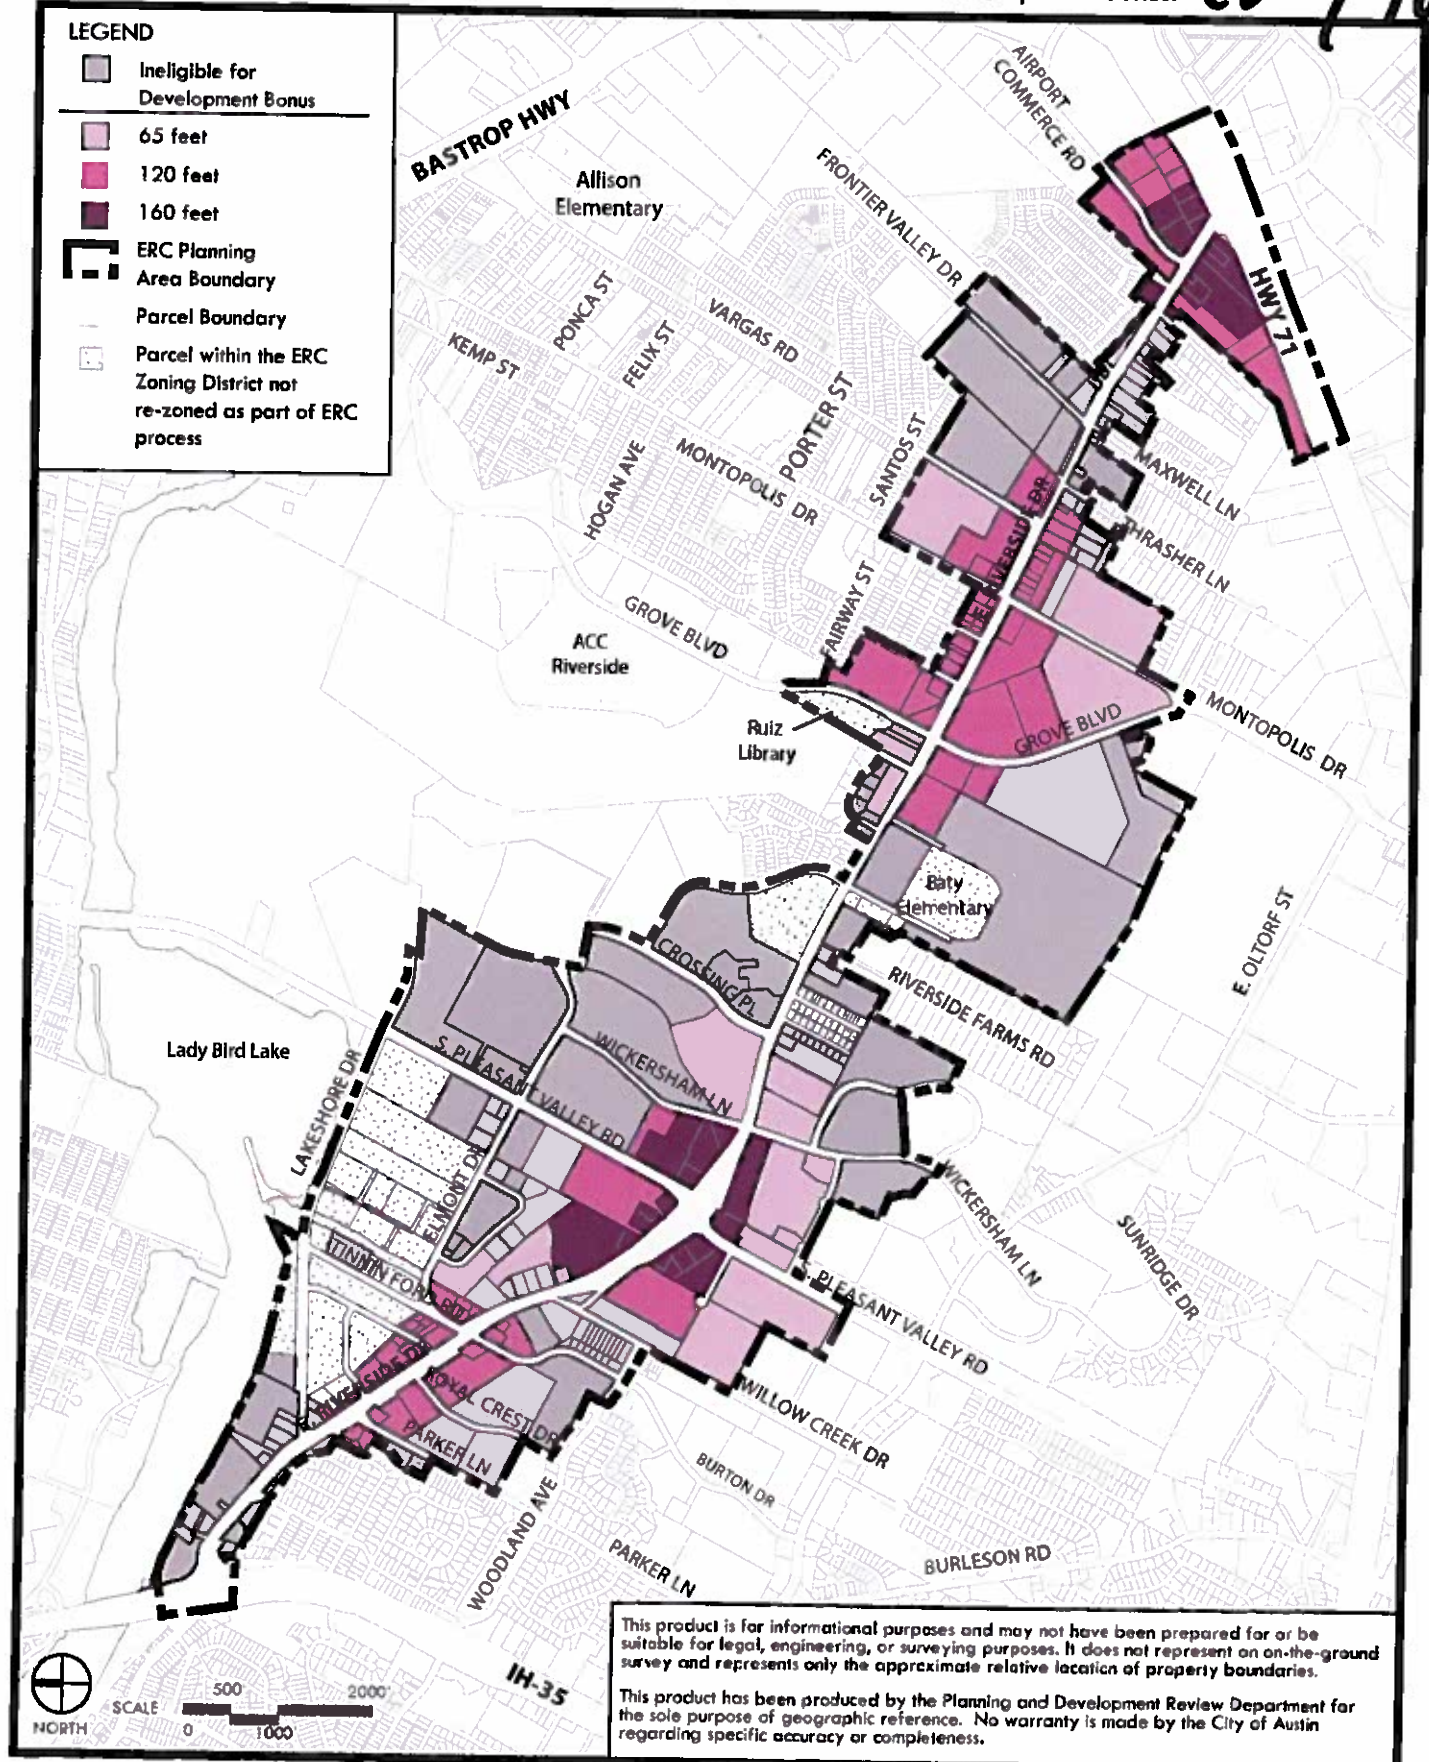 LEGEND
Ineligible for
Development Bonus
65 feet
120 feet
160 feet
ERC Planning
Area Boundary
Parcel Boundary
Parcel within the ERC
Zoning District not
re-zoned as part of ERC
process
BASTROP HWY
Allison
Elementary
AIRPORT
COMMERCE RD
FRONTIER VALLEY DR
HWY 71
PONCA ST
VARGAS RD
KEMP ST
FELIX ST
PORTER ST
SANTOS ST
HOGAN AVE
MONTOPOLIS DR
MAXWELL LN
THRASHER LN
FAIRWAY ST
GROVE BLVD
ACC
Riverside
Ruiz
Library
GROVE BLVD
MONTOPOLIS DR
Baty
Elementary
E. OLTORF ST
CROSSING PL
RIVERSIDE FARMS RD
Lady Bird Lake
LAKESHORE DR
S. PLEASANT VALLEY RD
WICKERSHAM LN
ELMONT DR
TINNIN FORD RD
WICKERSHAM LN
SUNRIDGE DR
S. PLEASANT VALLEY RD
RIVERSIDE DR
ROYAL CREST DR
PARKER LN
WILLOW CREEK DR
BURTON DR
WOODLAND AVE
PARKER LN
BURLESON RD
IH-35
NORTH
SCALE
500
2000
0
1000
This product is for informational purposes and may not have been prepared for or be
suitable for legal, engineering, or surveying purposes. It does not represent an on-the-ground
survey and represents only the approximate relative location of property boundaries.
This product has been produced by the Planning and Development Review Department for
the sole purpose of geographic reference. No warranty is made by the City of Austin
regarding specific accuracy or completeness.